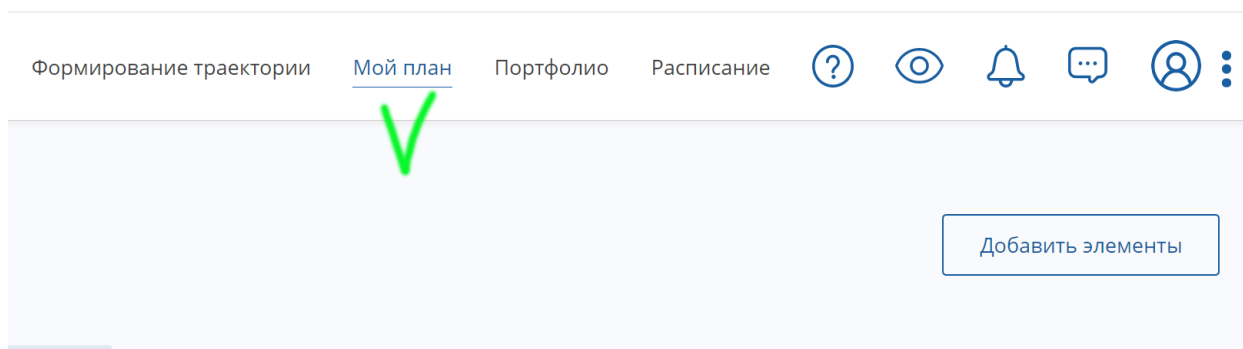 Формирование траектории Мой план Портфолио Расписание
Добавить элементы